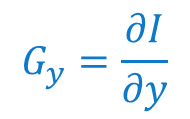 G_y = ∂I/∂y